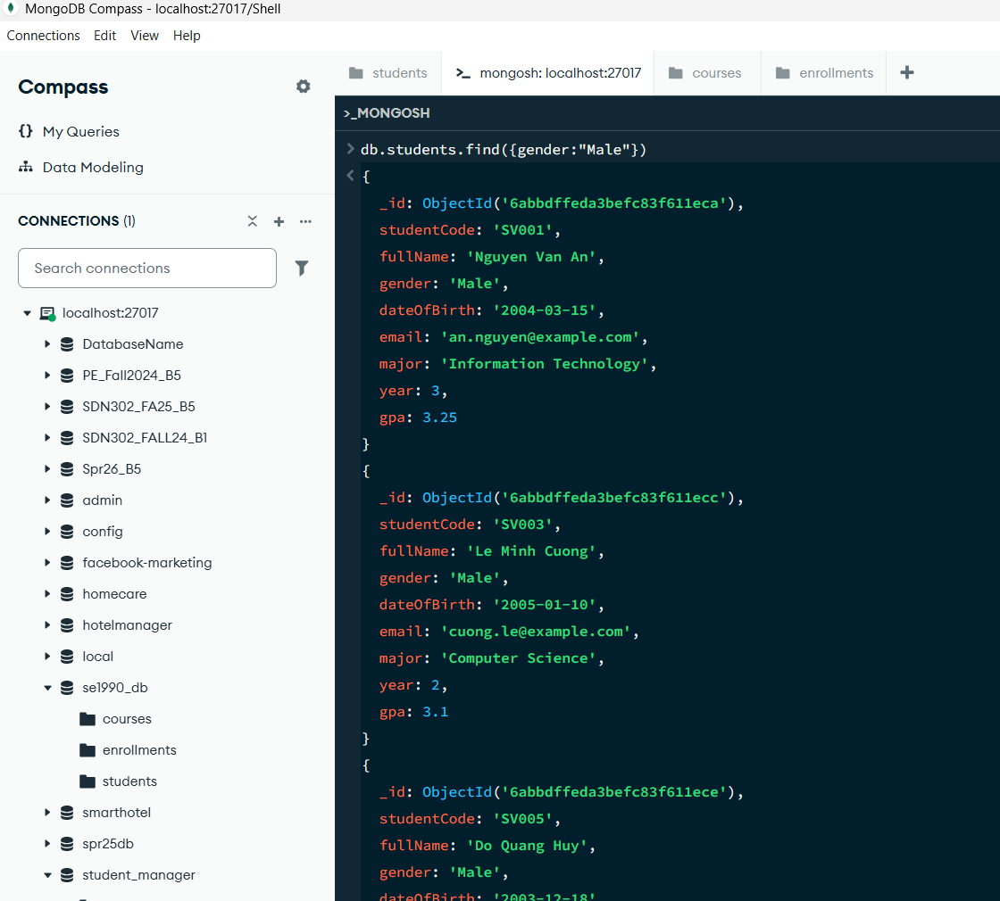 MongoDB Compass - localhost:27017/Shell
Connections Edit View Help
Compass
My Queries
Data Modeling
CONNECTIONS (1)
Search connections
localhost:27017
DatabaseName
PE_Fall2024_B5
SDN302_FA25_B5
SDN302_FALL24_B1
Spr26_B5
admin
config
facebook-marketing
homecare
hotelmanager
local
se1990_db
courses
enrollments
students
smarthotel
spr25db
student_manager
students >_ mongosh: localhost:27017 courses enrollments +
>_MONGOSH
> db.students.find({gender:"Male"})
< {
_id: ObjectId('6abbdffeda3befc83f611eca'),
studentCode: 'SV001',
fullName: 'Nguyen Van An',
gender: 'Male',
dateOfBirth: '2004-03-15',
email: 'an.nguyen@example.com',
major: 'Information Technology',
year: 3,
gpa: 3.25
}
{
_id: ObjectId('6abbdffeda3befc83f611ecc'),
studentCode: 'SV003',
fullName: 'Le Minh Cuong',
gender: 'Male',
dateOfBirth: '2005-01-10',
email: 'cuong.le@example.com',
major: 'Computer Science',
year: 2,
gpa: 3.1
}
{
_id: ObjectId('6abbdffeda3befc83f611ece'),
studentCode: 'SV005',
fullName: 'Do Quang Huy',
gender: 'Male',
dateOfBirth: '2003-12-18',